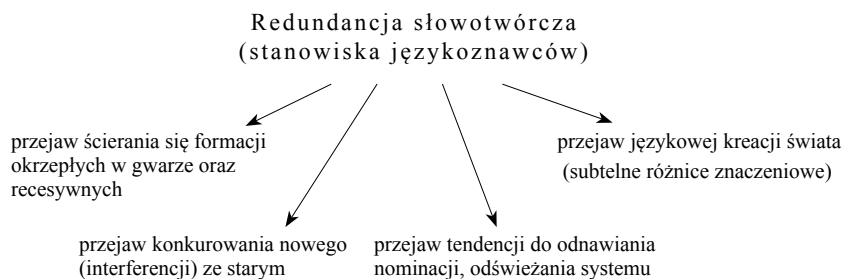 Redundancja słowotwórcza
(stanowiska językoznawców)
przejaw ścierania się formacji
okrzepłych w gwarze oraz
recesywnych
przejaw konkurowania nowego
(interferencji) ze starym
przejaw tendencji do odnawiania
nominacji, odświeżania systemu
przejaw językowej kreacji świata
(subtelne różnice znaczeniowe)